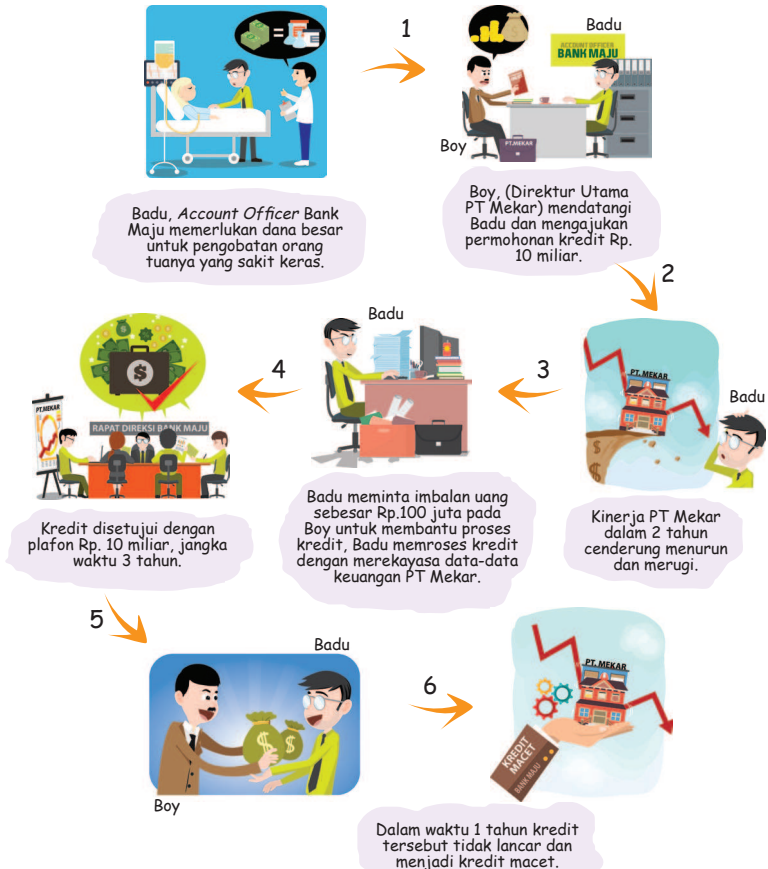 1
Badu
ACCOUNT OFFICER
BANK MAJU
Boy
PT.MEKAR
Badu, Account Officer Bank
Maju memerlukan dana besar
untuk pengobatan orang
tuanya yang sakit keras.
Boy, (Direktur Utama
PT Mekar) mendatangi
Badu dan mengajukan
permohonan kredit Rp.
10 miliar.
2
PT. MEKAR
Badu
Kinerja PT Mekar
dalam 2 tahun
cenderung menurun
dan merugi.
3
Badu
Badu meminta imbalan uang
sebesar Rp.100 juta pada
Boy untuk membantu proses
kredit, Badu memroses kredit
dengan merekayasa data-data
keuangan PT Mekar.
4
$
PT.MEKAR
RAPAT DIREKSI BANK MAJU
Kredit disetujui dengan
plafon Rp. 10 miliar, jangka
waktu 3 tahun.
5
Badu
$ $
Boy
6
PT. MEKAR
KREDIT
MACET
BANK MAJU
Dalam waktu 1 tahun kredit
tersebut tidak lancar dan
menjadi kredit macet.